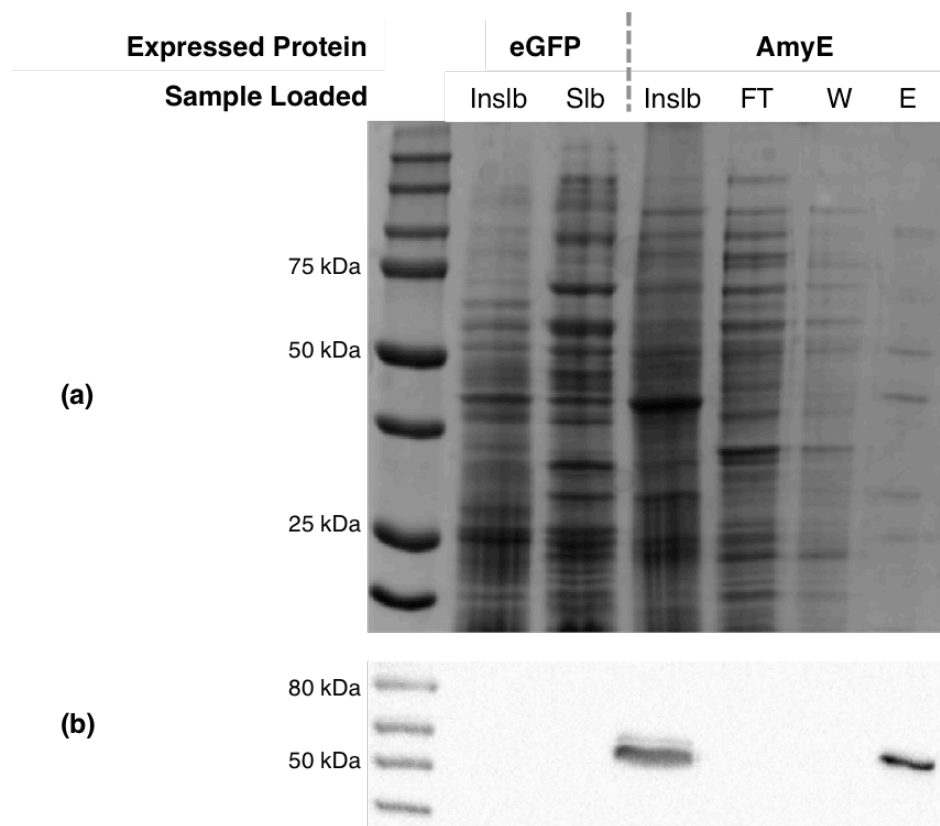 Expressed Protein eGFP AmyE
Sample Loaded Inslb Slb Inslb FT W E
75 kDa
50 kDa
(a)
25 kDa
80 kDa
(b)
50 kDa